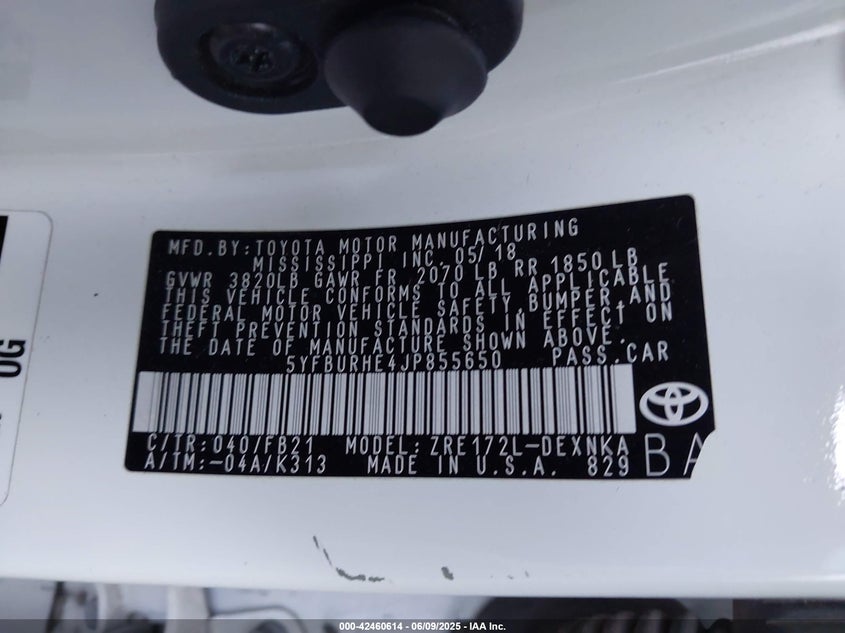 MFD. BY: TOYOTA MOTOR MANUFACTURING
MISSISSIPPI INC. 05/18
GVWR 3820LB GAWR FR 2070 LB RR 1850 LB
THIS VEHICLE CONFORMS TO ALL APPLICABLE
FEDERAL MOTOR VEHICLE SAFETY, BUMPER, AND
THEFT PREVENTION STANDARDS IN EFFECT ON
THE DATE OF MANUFACTURE SHOWN ABOVE.
5YFBURHE4JP855650 PASS. CAR
C/TR: 040/FB21 MODEL: ZRE172L-DEXNKA
A/TM: -04A/K313 MADE IN U.S.A. 829
BA
OG
000-42460614 - 06/09/2025 - IAA Inc.